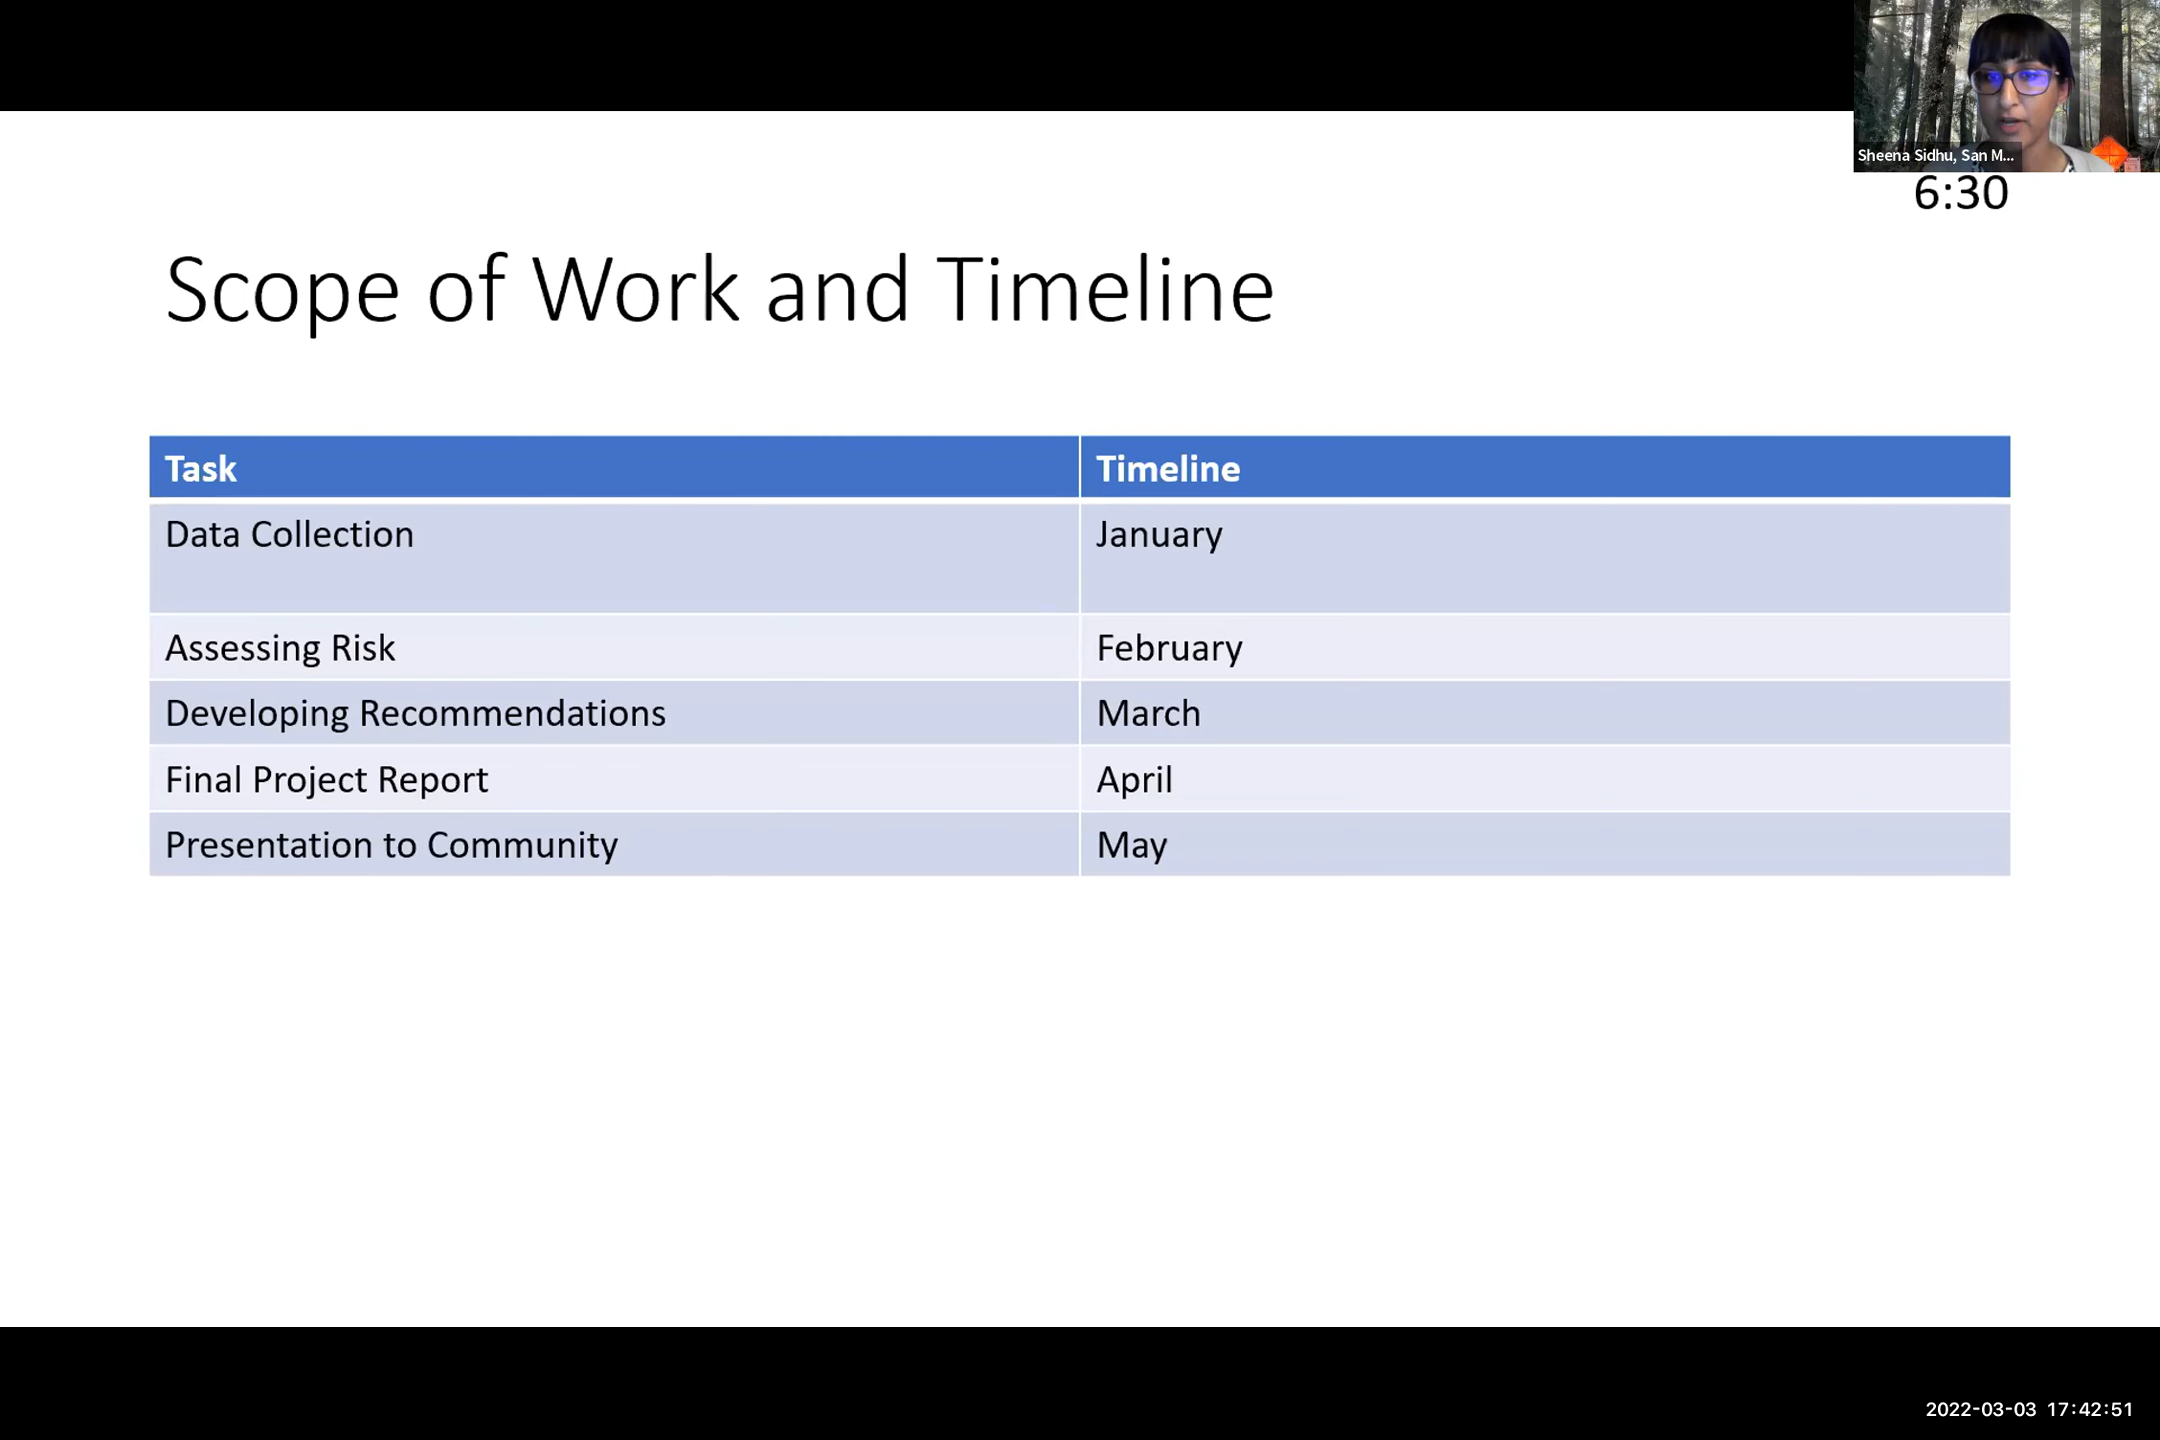 Sheena Sidhu, San M...
6:30
Scope of Work and Timeline
Task Timeline
Data Collection January
Assessing Risk February
Developing Recommendations March
Final Project Report April
Presentation to Community May
2022-03-03 17:42:51